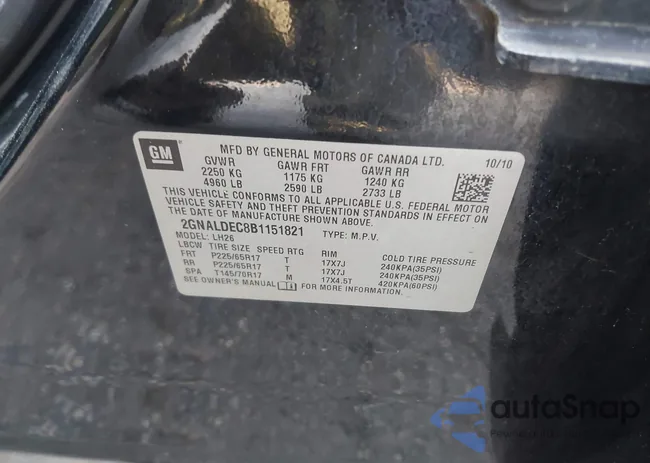 GM
MFD BY GENERAL MOTORS OF CANADA LTD. 10/10
GVWR GAWR FRT GAWR RR
2250 KG 1175 KG 1240 KG
4960 LB 2590 LB 2733 LB
THIS VEHICLE CONFORMS TO ALL APPLICABLE U.S. FEDERAL MOTOR
VEHICLE SAFETY AND THEFT PREVENTION STANDARDS IN EFFECT ON
THE DATE OF MANUFACTURE SHOWN ABOVE.
2GNALDEC8B1151821 TYPE: M.P.V.
MODEL: LH26
LBCW TIRE SIZE SPEED RTG RIM COLD TIRE PRESSURE
FRT P225/65R17 T 17X7J 240KPA(35PSI)
RR P225/65R17 T 17X7J 240KPA(35PSI)
SPA T145/70R17 M 17X4.5T 420KPA(60PSI)
SEE OWNER'S MANUAL FOR MORE INFORMATION.
autoSnap